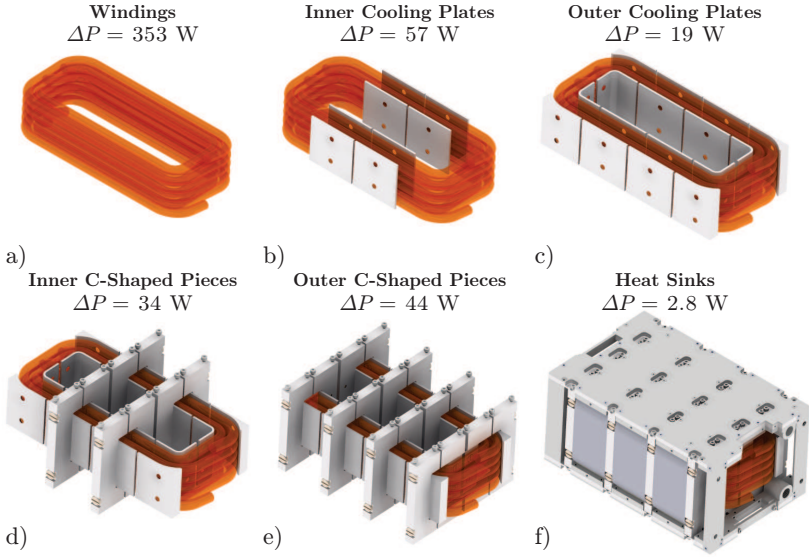 Windings
ΔP = 353 W
Inner Cooling Plates
ΔP = 57 W
Outer Cooling Plates
ΔP = 19 W
a)
b)
c)
Inner C-Shaped Pieces
ΔP = 34 W
Outer C-Shaped Pieces
ΔP = 44 W
Heat Sinks
ΔP = 2.8 W
d)
e)
f)